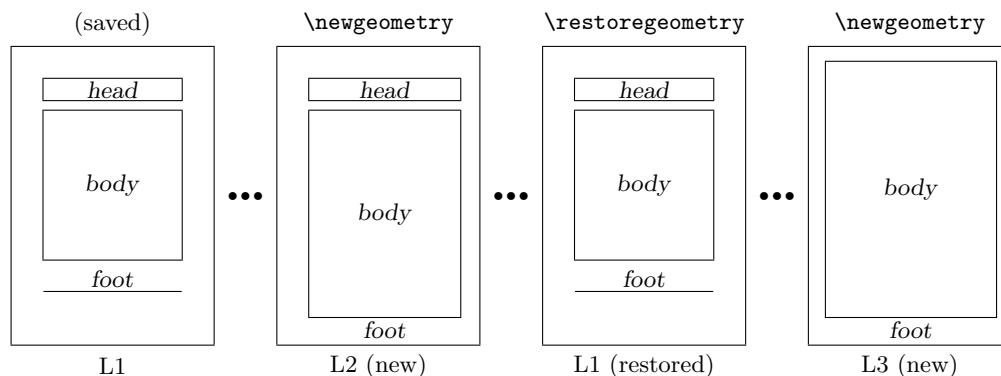 (saved)
\newgeometry
\restoregeometry
\newgeometry
head
head
head
body
body
body
body
•••
•••
•••
foot
foot
foot
foot
L1
L2 (new)
L1 (restored)
L3 (new)